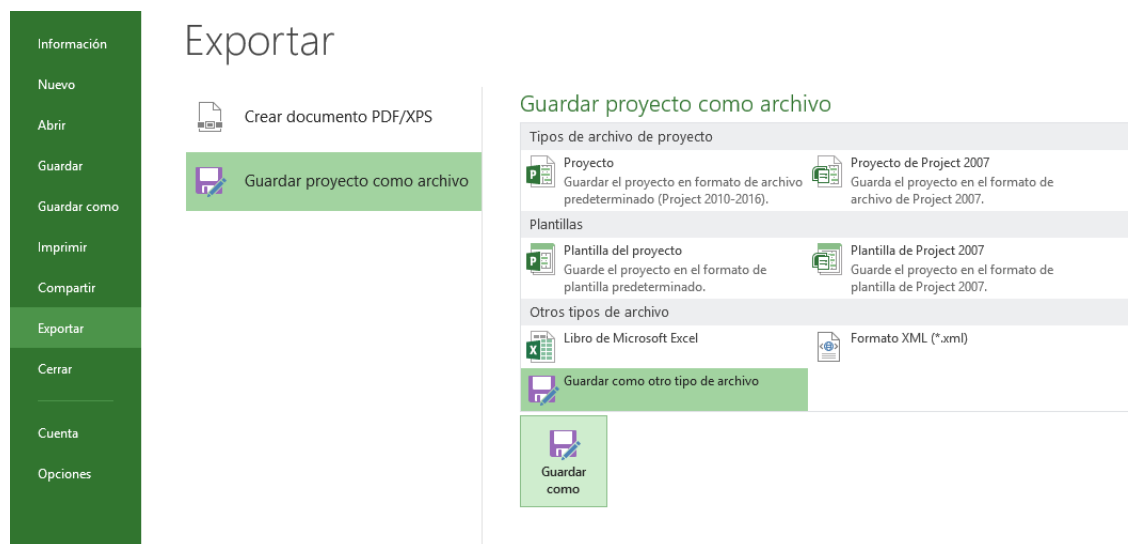 Información
Nuevo
Abrir
Guardar
Guardar como
Imprimir
Compartir
Exportar
Cerrar
Cuenta
Opciones
Exportar
Crear documento PDF/XPS
Guardar proyecto como archivo
Guardar proyecto como archivo
Tipos de archivo de proyecto
Proyecto
Guardar el proyecto en formato de archivo
predeterminado (Project 2010-2016).
Proyecto de Project 2007
Guarda el proyecto en el formato de
archivo de Project 2007.
Plantillas
Plantilla del proyecto
Guarde el proyecto en el formato de
plantilla predeterminado.
Plantilla de Project 2007
Guarde el proyecto en el formato de
plantilla de Project 2007.
Otros tipos de archivo
Libro de Microsoft Excel
Formato XML (*.xml)
Guardar como otro tipo de archivo
Guardar
como